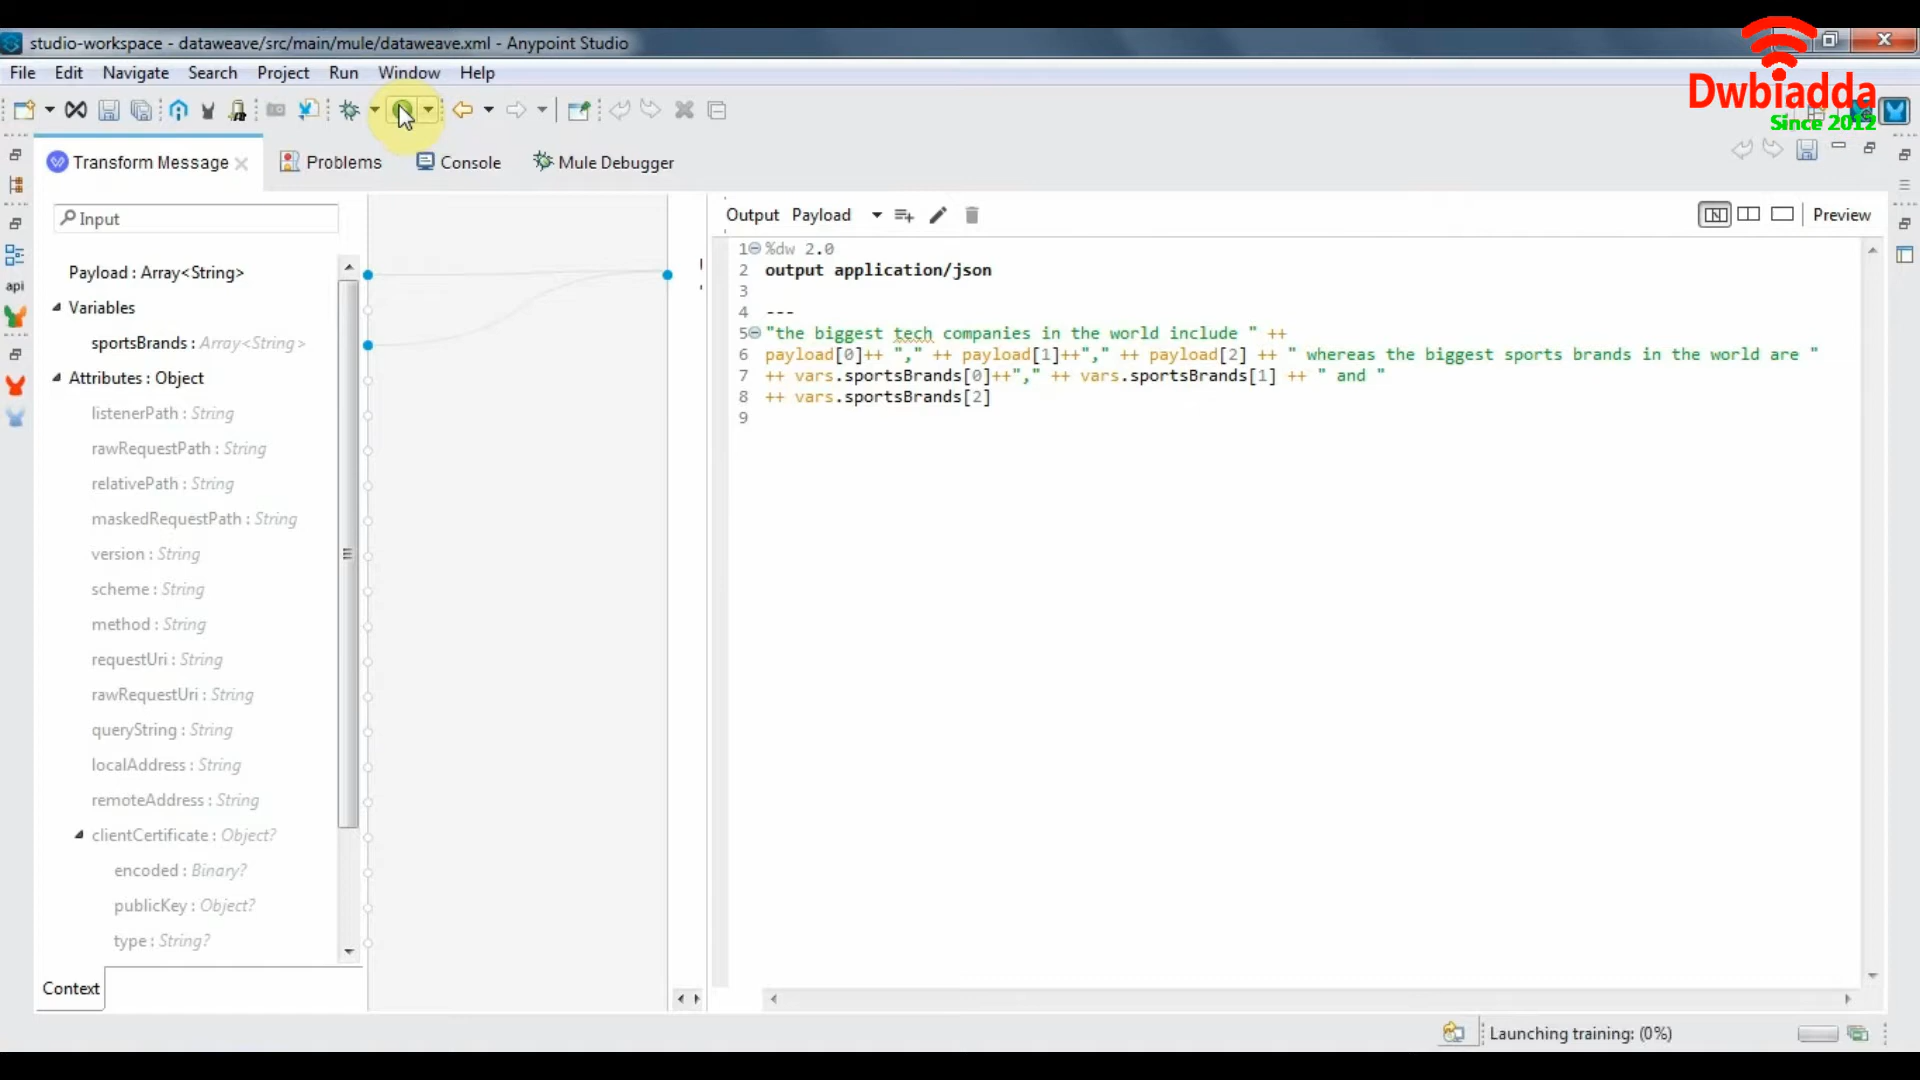 studio-workspace - dataweave/src/main/mule/dataweave.xml - Anypoint Studio
Dwbiadda
Since 2012
File Edit Navigate Search Project Run Window Help
Transform Message Problems Console Mule Debugger
Input
Output Payload Preview
api
Payload : Array<String>
Variables
sportsBrands : Array<String>
Attributes : Object
listenerPath : String
rawRequestPath : String
relativePath : String
maskedRequestPath : String
version : String
scheme : String
method : String
requestUri : String
rawRequestUri : String
queryString : String
localAddress : String
remoteAddress : String
clientCertificate : Object?
encoded : Binary?
publicKey : Object?
type : String?
Context
1 %dw 2.0
2 output application/json
3
4 ---
5 "the biggest tech companies in the world include " ++
6 payload[0]++ "," ++ payload[1]++"," ++ payload[2] ++ " whereas the biggest sports brands in the world are "
7 ++ vars.sportsBrands[0]++"," ++ vars.sportsBrands[1] ++ " and "
8 ++ vars.sportsBrands[2]
9
Launching training: (0%)